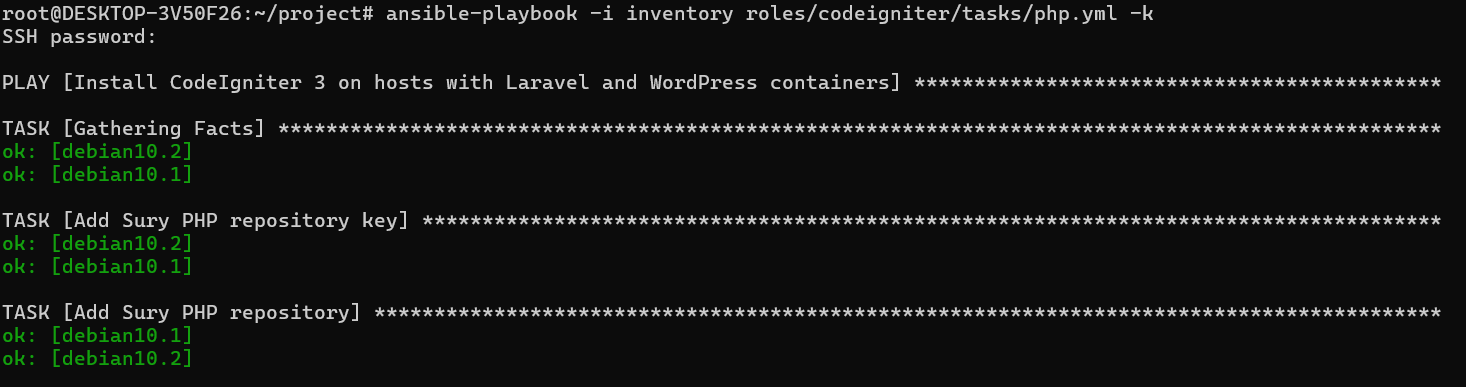 root@DESKTOP-3V50F26:~/project# ansible-playbook -i inventory roles/codeigniter/tasks/php.yml -k
SSH password:
PLAY [Install CodeIgniter 3 on hosts with Laravel and WordPress containers] ********************************************
TASK [Gathering Facts] *************************************************************************************************
ok: [debian10.2]
ok: [debian10.1]
TASK [Add Sury PHP repository key] *************************************************************************************
ok: [debian10.2]
ok: [debian10.1]
TASK [Add Sury PHP repository] *****************************************************************************************
ok: [debian10.1]
ok: [debian10.2]